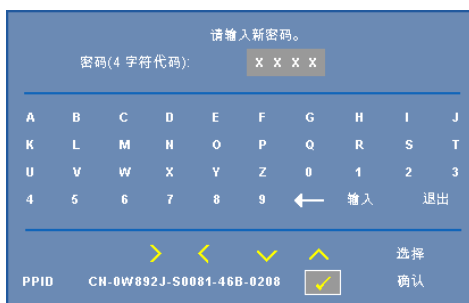 请输入新密码。
密码(4 字符代码): X X X X
A B C D E F G H I J
K L M N O P Q R S T
U V W X Y Z 0 1 2 3
4 5 6 7 8 9 ← 输入 退出
选择
PPID CN-0W892J-S0081-46B-0208 ✓ 确认